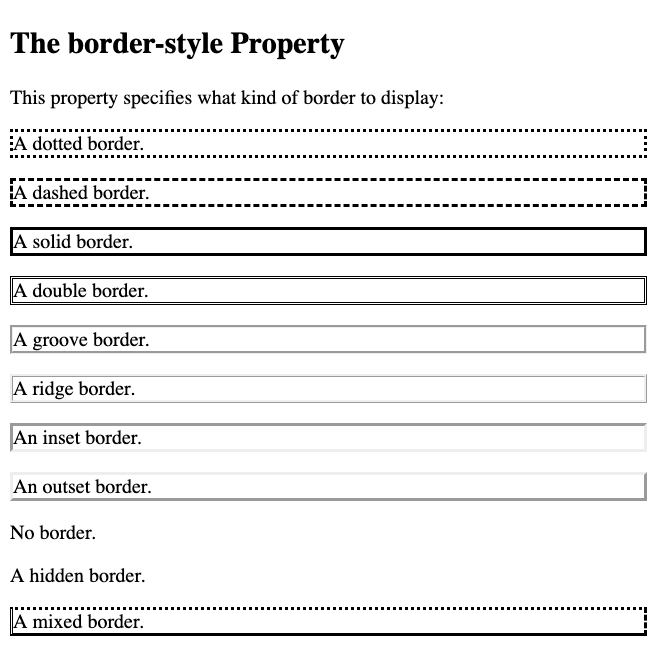 The border-style Property
This property specifies what kind of border to display:
A dotted border.
A dashed border.
A solid border.
A double border.
A groove border.
A ridge border.
An inset border.
An outset border.
No border.
A hidden border.
A mixed border.